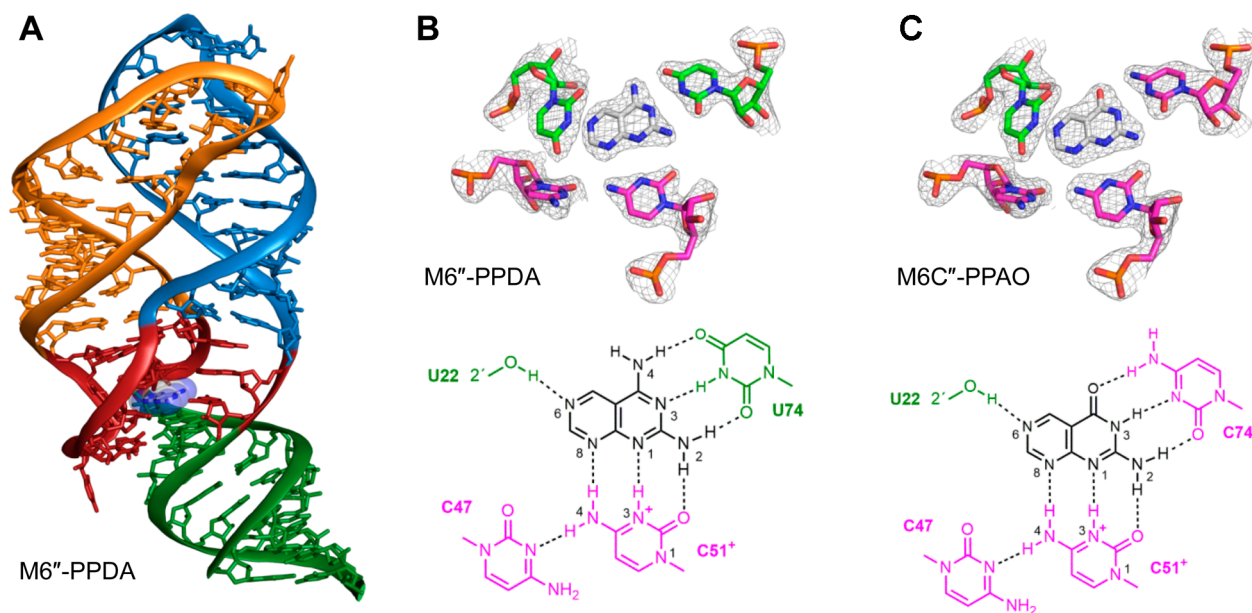 A
B
C
M6″-PPDA
M6″-PPDA
M6C″-PPAO
U22 2´ O H
H N H
4
O
N
6
N
3
H N
N
O
U74
8 N
N 1
N H
2
H
H H H
C47
O
N
N
NH2
H N
4
3 N +
O
N 1
C51+
U22 2´ O H
O
H
H N
N
6
N H
3
N
N
O
C74
8 N
N 1
N H
2
H
H H H
C47
O
N
N
NH2
H N
4
3 N +
O
N 1
C51+